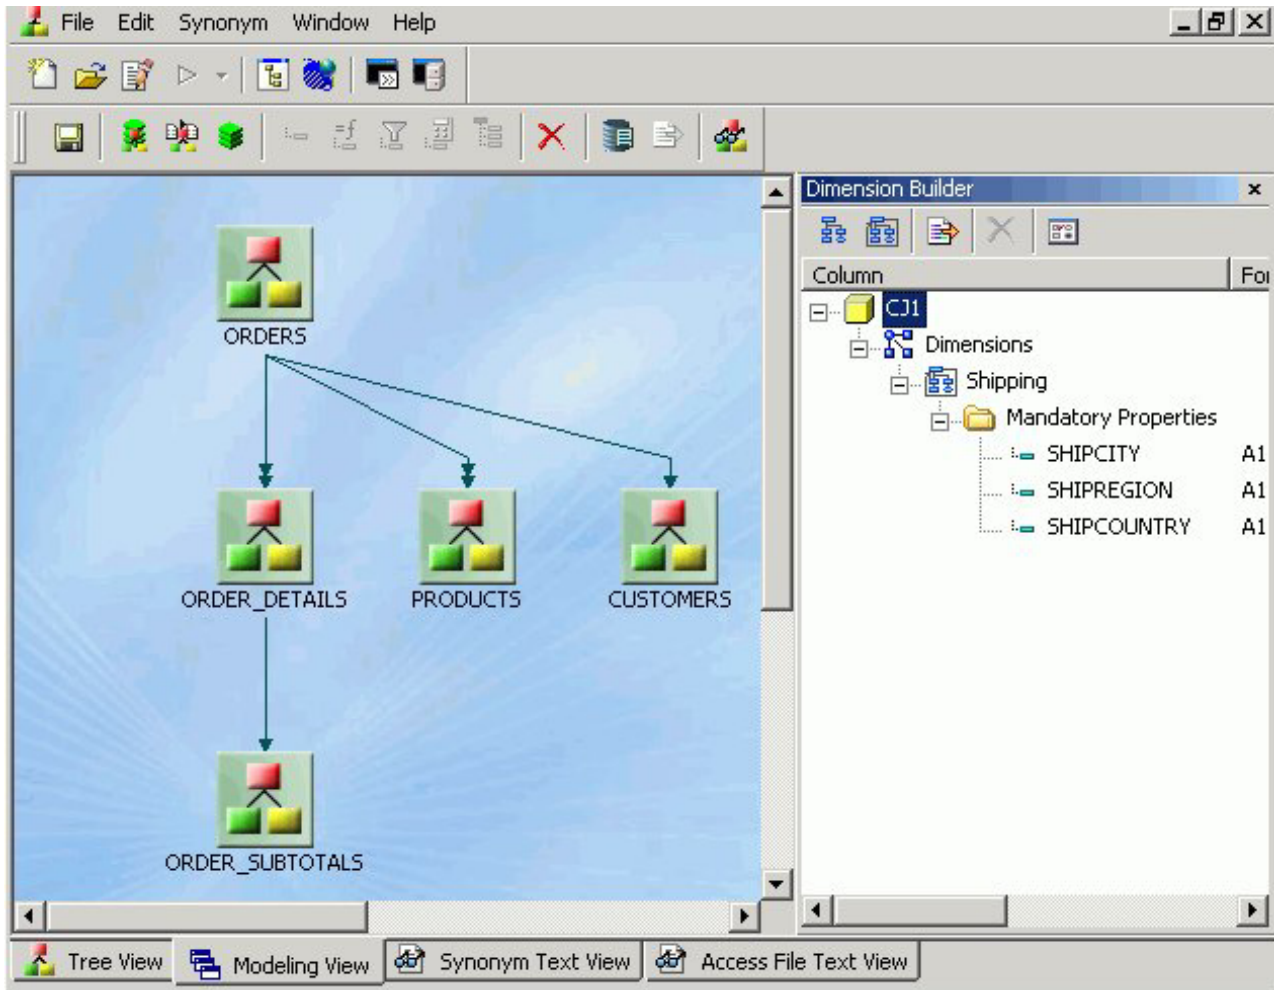 File Edit Synonym Window Help
Dimension Builder
Column
CJ1
Dimensions
Shipping
Mandatory Properties
SHIPCITY A1
SHIPREGION A1
SHIPCOUNTRY A1
ORDERS
ORDER_DETAILS PRODUCTS CUSTOMERS
ORDER_SUBTOTALS
Tree View Modeling View Synonym Text View Access File Text View